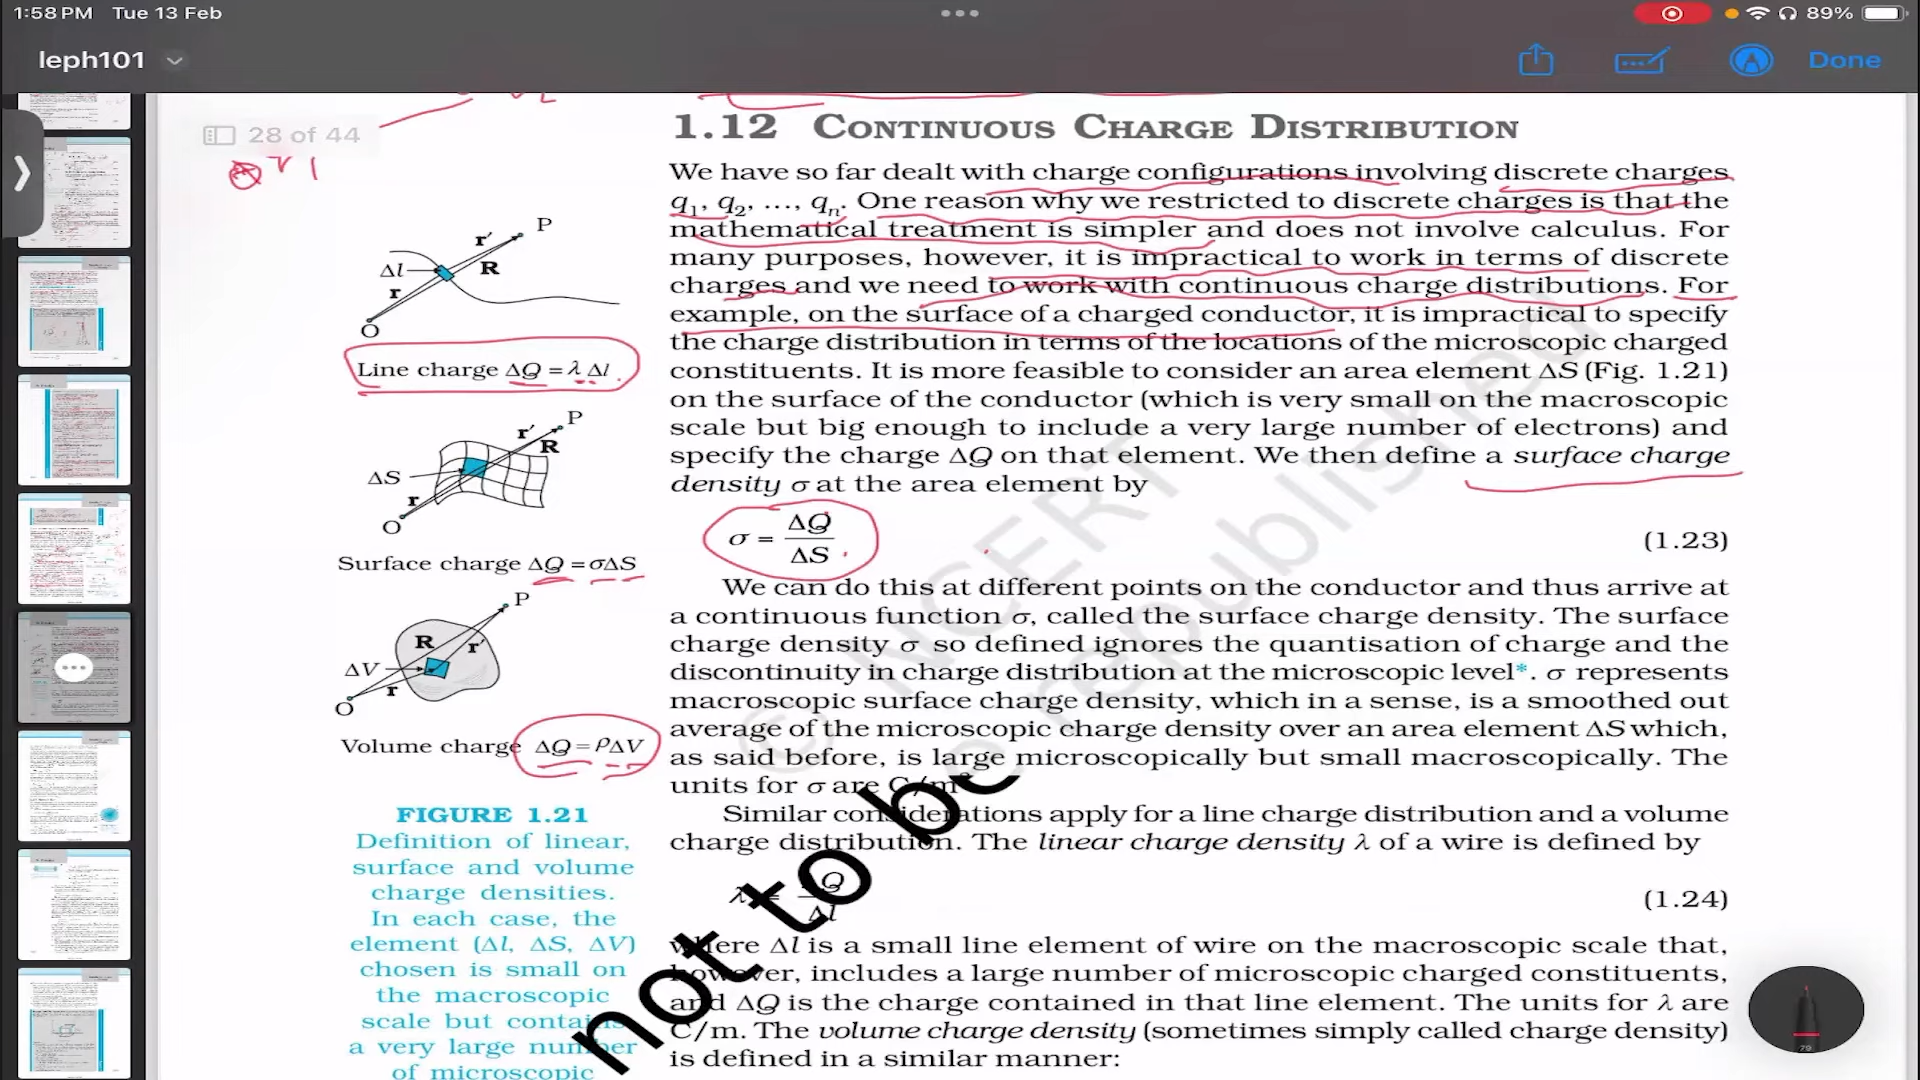 1:58 PM Tue 13 Feb
89%
leph101
Done
28 of 44
1.12 CONTINUOUS CHARGE DISTRIBUTION
We have so far dealt with charge configurations involving discrete charges
q1, q2, ..., qn. One reason why we restricted to discrete charges is that the
mathematical treatment is simpler and does not involve calculus. For
many purposes, however, it is impractical to work in terms of discrete
charges and we need to work with continuous charge distributions. For
example, on the surface of a charged conductor, it is impractical to specify
the charge distribution in terms of the locations of the microscopic charged
constituents. It is more feasible to consider an area element ΔS (Fig. 1.21)
on the surface of the conductor (which is very small on the macroscopic
scale but big enough to include a very large number of electrons) and
specify the charge ΔQ on that element. We then define a surface charge
density σ at the area element by
σ = ΔQ / ΔS (1.23)
We can do this at different points on the conductor and thus arrive at
a continuous function σ, called the surface charge density. The surface
charge density σ so defined ignores the quantisation of charge and the
discontinuity in charge distribution at the microscopic level*. σ represents
macroscopic surface charge density, which in a sense, is a smoothed out
average of the microscopic charge density over an area element ΔS which,
as said before, is large microscopically but small macroscopically. The
units for σ are C/m²
Similar considerations apply for a line charge distribution and a volume
charge distribution. The linear charge density λ of a wire is defined by
λ = ΔQ / Δl (1.24)
where Δl is a small line element of wire on the macroscopic scale that,
however, includes a large number of microscopic charged constituents,
and ΔQ is the charge contained in that line element. The units for λ are
C/m. The volume charge density (sometimes simply called charge density)
is defined in a similar manner:
P
r′
Δl
R
r
O
Line charge ΔQ = λ Δl
P
r′
R
ΔS
r
O
Surface charge ΔQ = σΔS
P
R
r′
ΔV
r
O
Volume charge ΔQ = ρΔV
FIGURE 1.21
Definition of linear,
surface and volume
charge densities.
In each case, the
element (Δl, ΔS, ΔV)
chosen is small on
the macroscopic
scale but contains
a very large number
of microscopic
© NCERT
not to be republished
79